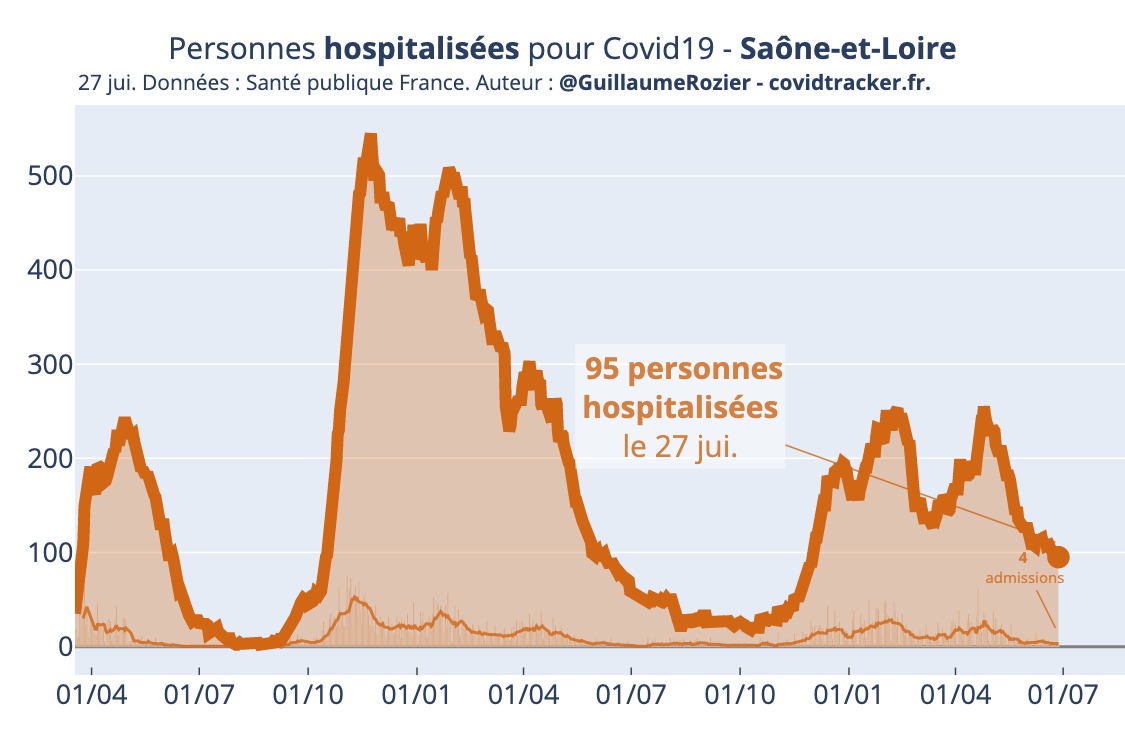 Personnes hospitalisées pour Covid19 - Saône-et-Loire
27 jui. Données : Santé publique France. Auteur : @GuillaumeRozier - covidtracker.fr.
500
400
300
200
100
0
95 personnes
hospitalisées
le 27 jui.
4
admissions
01/04 01/07 01/10 01/01 01/04 01/07 01/10 01/01 01/04 01/07